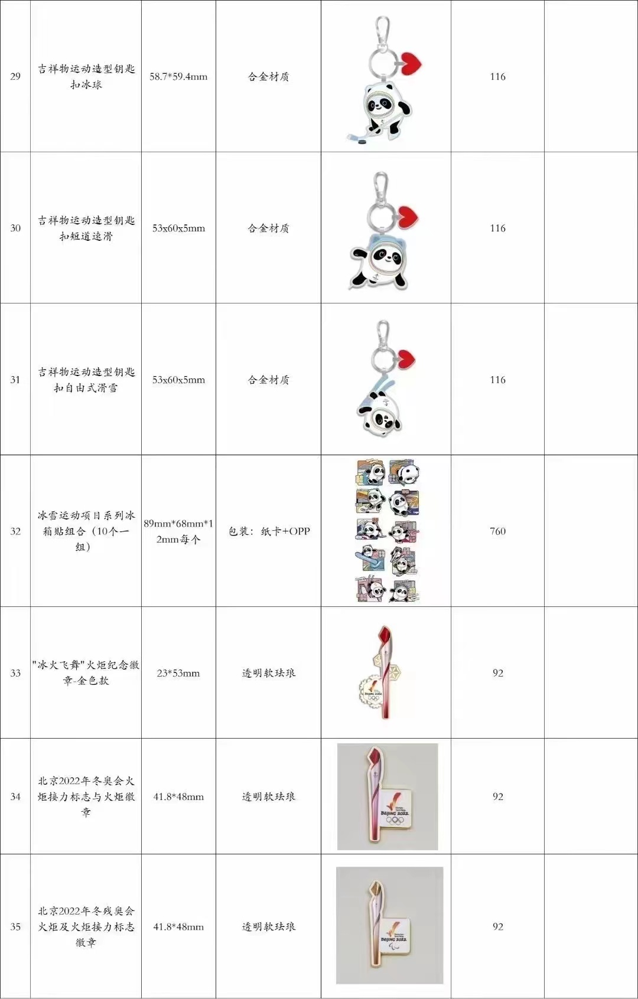 29
吉祥物运动造型钥匙
扣冰球
58.7*59.4mm
合金材质
116
30
吉祥物运动造型钥匙
扣短道速滑
53x60x5mm
合金材质
116
31
吉祥物运动造型钥匙
扣自由式滑雪
53x60x5mm
合金材质
116
32
冰雪运动项目系列冰
箱贴组合（10个一
组）
89mm*68mm*1
2mm每个
包装：纸卡+OPP
760
33
"冰火飞舞"火炬纪念徽
章-金色款
23*53mm
透明软珐琅
BEIJING 2022
92
34
北京2022年冬奥会火
炬接力标志与火炬徽
章
41.8*48mm
透明软珐琅
BEIJING 2022
92
35
北京2022年冬残奥会
火炬及火炬接力标志
徽章
41.8*48mm
透明软珐琅
BEIJING 2022
92